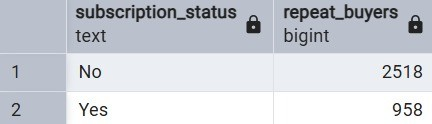 subscription_status repeat_buyers
text bigint
1 No 2518
2 Yes 958